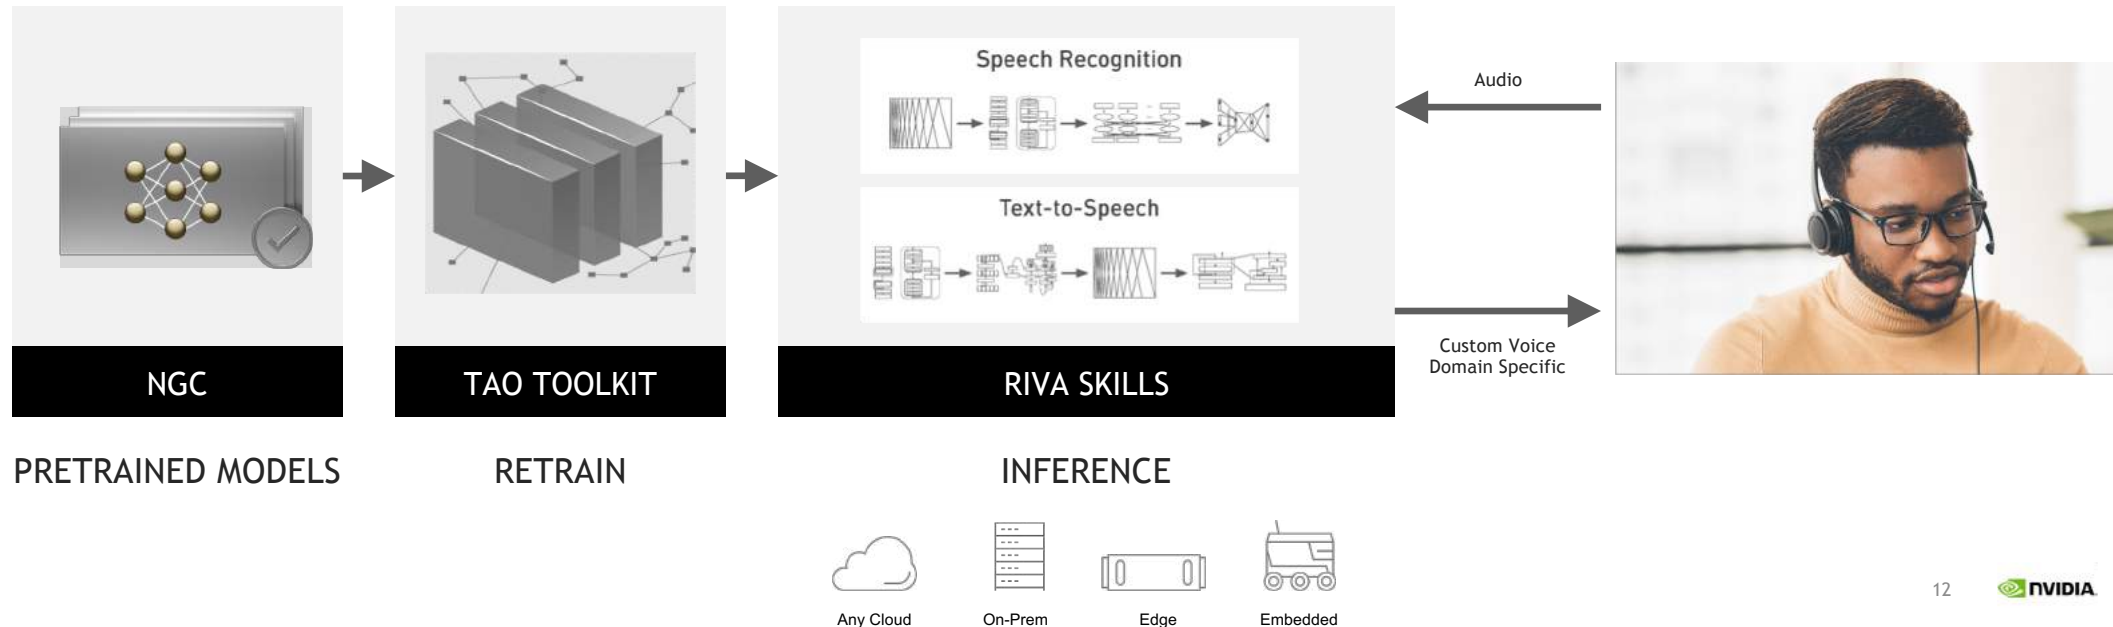 Speech Recognition
Text-to-Speech
Audio
Custom Voice
Domain Specific
NGC
TAO TOOLKIT
RIVA SKILLS
PRETRAINED MODELS
RETRAIN
INFERENCE
Any Cloud
On-Prem
Edge
Embedded
12
NVIDIA.